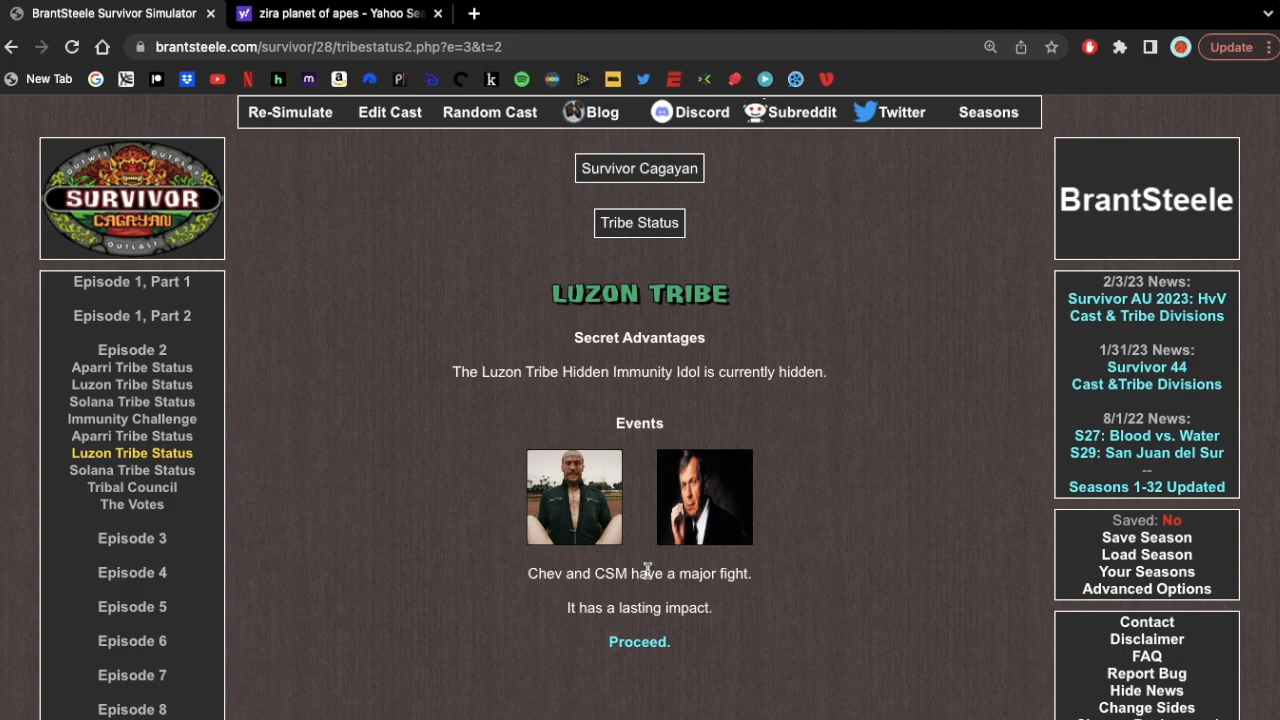 BrantSteele Survivor Simulator
zira planet of apes - Yahoo Sea
brantsteele.com/survivor/28/tribestatus2.php?e=3&t=2
Update
New Tab
Re-Simulate Edit Cast Random Cast Blog Discord Subreddit Twitter Seasons
OUTWIT OUTPLAY
SURVIVOR
CAGAYAN
OUTLAST
Episode 1, Part 1
Episode 1, Part 2
Episode 2
Aparri Tribe Status
Luzon Tribe Status
Solana Tribe Status
Immunity Challenge
Aparri Tribe Status
Luzon Tribe Status
Solana Tribe Status
Tribal Council
The Votes
Episode 3
Episode 4
Episode 5
Episode 6
Episode 7
Episode 8
Survivor Cagayan
Tribe Status
LUZON TRIBE
Secret Advantages
The Luzon Tribe Hidden Immunity Idol is currently hidden.
Events
Chev and CSM have a major fight.
It has a lasting impact.
Proceed.
BrantSteele
2/3/23 News:
Survivor AU 2023: HvV
Cast & Tribe Divisions
1/31/23 News:
Survivor 44
Cast &Tribe Divisions
8/1/22 News:
S27: Blood vs. Water
S29: San Juan del Sur
--
Seasons 1-32 Updated
Saved: No
Save Season
Load Season
Your Seasons
Advanced Options
Contact
Disclaimer
FAQ
Report Bug
Hide News
Change Sides